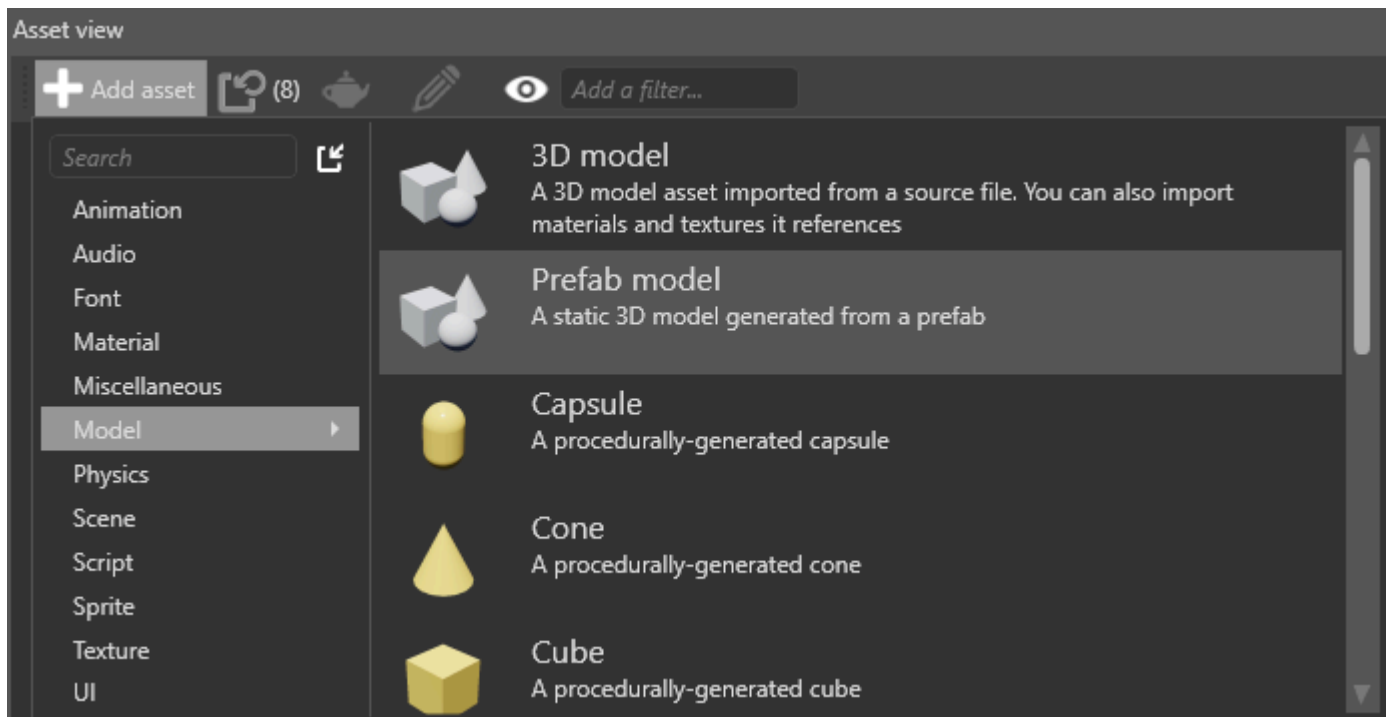 Asset view
Add asset (8) Add a filter...
Search
Animation
Audio
Font
Material
Miscellaneous
Model
Physics
Scene
Script
Sprite
Texture
UI
3D model
A 3D model asset imported from a source file. You can also import
materials and textures it references
Prefab model
A static 3D model generated from a prefab
Capsule
A procedurally-generated capsule
Cone
A procedurally-generated cone
Cube
A procedurally-generated cube